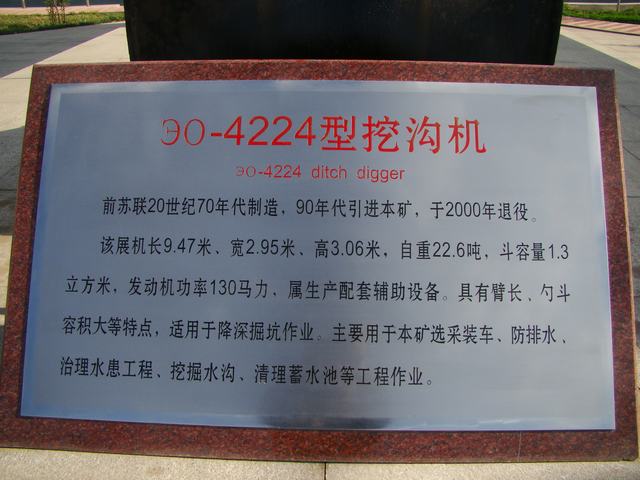 ЭО-4224型挖沟机
ЭО-4224 ditch digger
前苏联20世纪70年代制造，90年代引进本矿，于2000年退役。
该展机长9.47米、宽2.95米、高3.06米，自重22.6吨，斗容量1.3
立方米，发动机功率130马力、属生产配套辅助设备。具有臂长、勺斗
容积大等特点，适用于降深掘坑作业。主要用于本矿选采装车、防排水、
治理水患工程、挖掘水沟、清理蓄水池等工程作业。